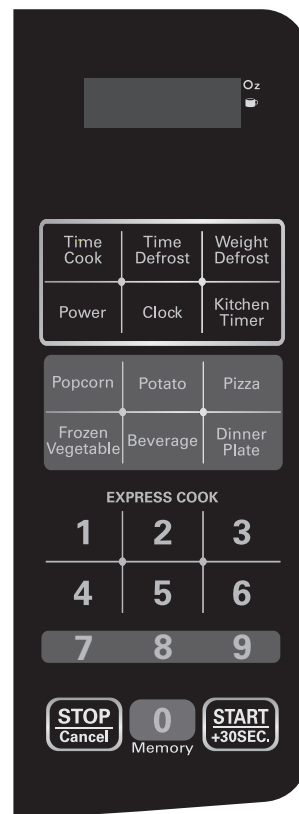 Oz
Time Cook
Time Defrost
Weight Defrost
Power
Clock
Kitchen Timer
Popcorn
Potato
Pizza
Frozen Vegetable
Beverage
Dinner Plate
EXPRESS COOK
1 2 3
4 5 6
7 8 9
STOP
Cancel
0
Memory
START
+30SEC.